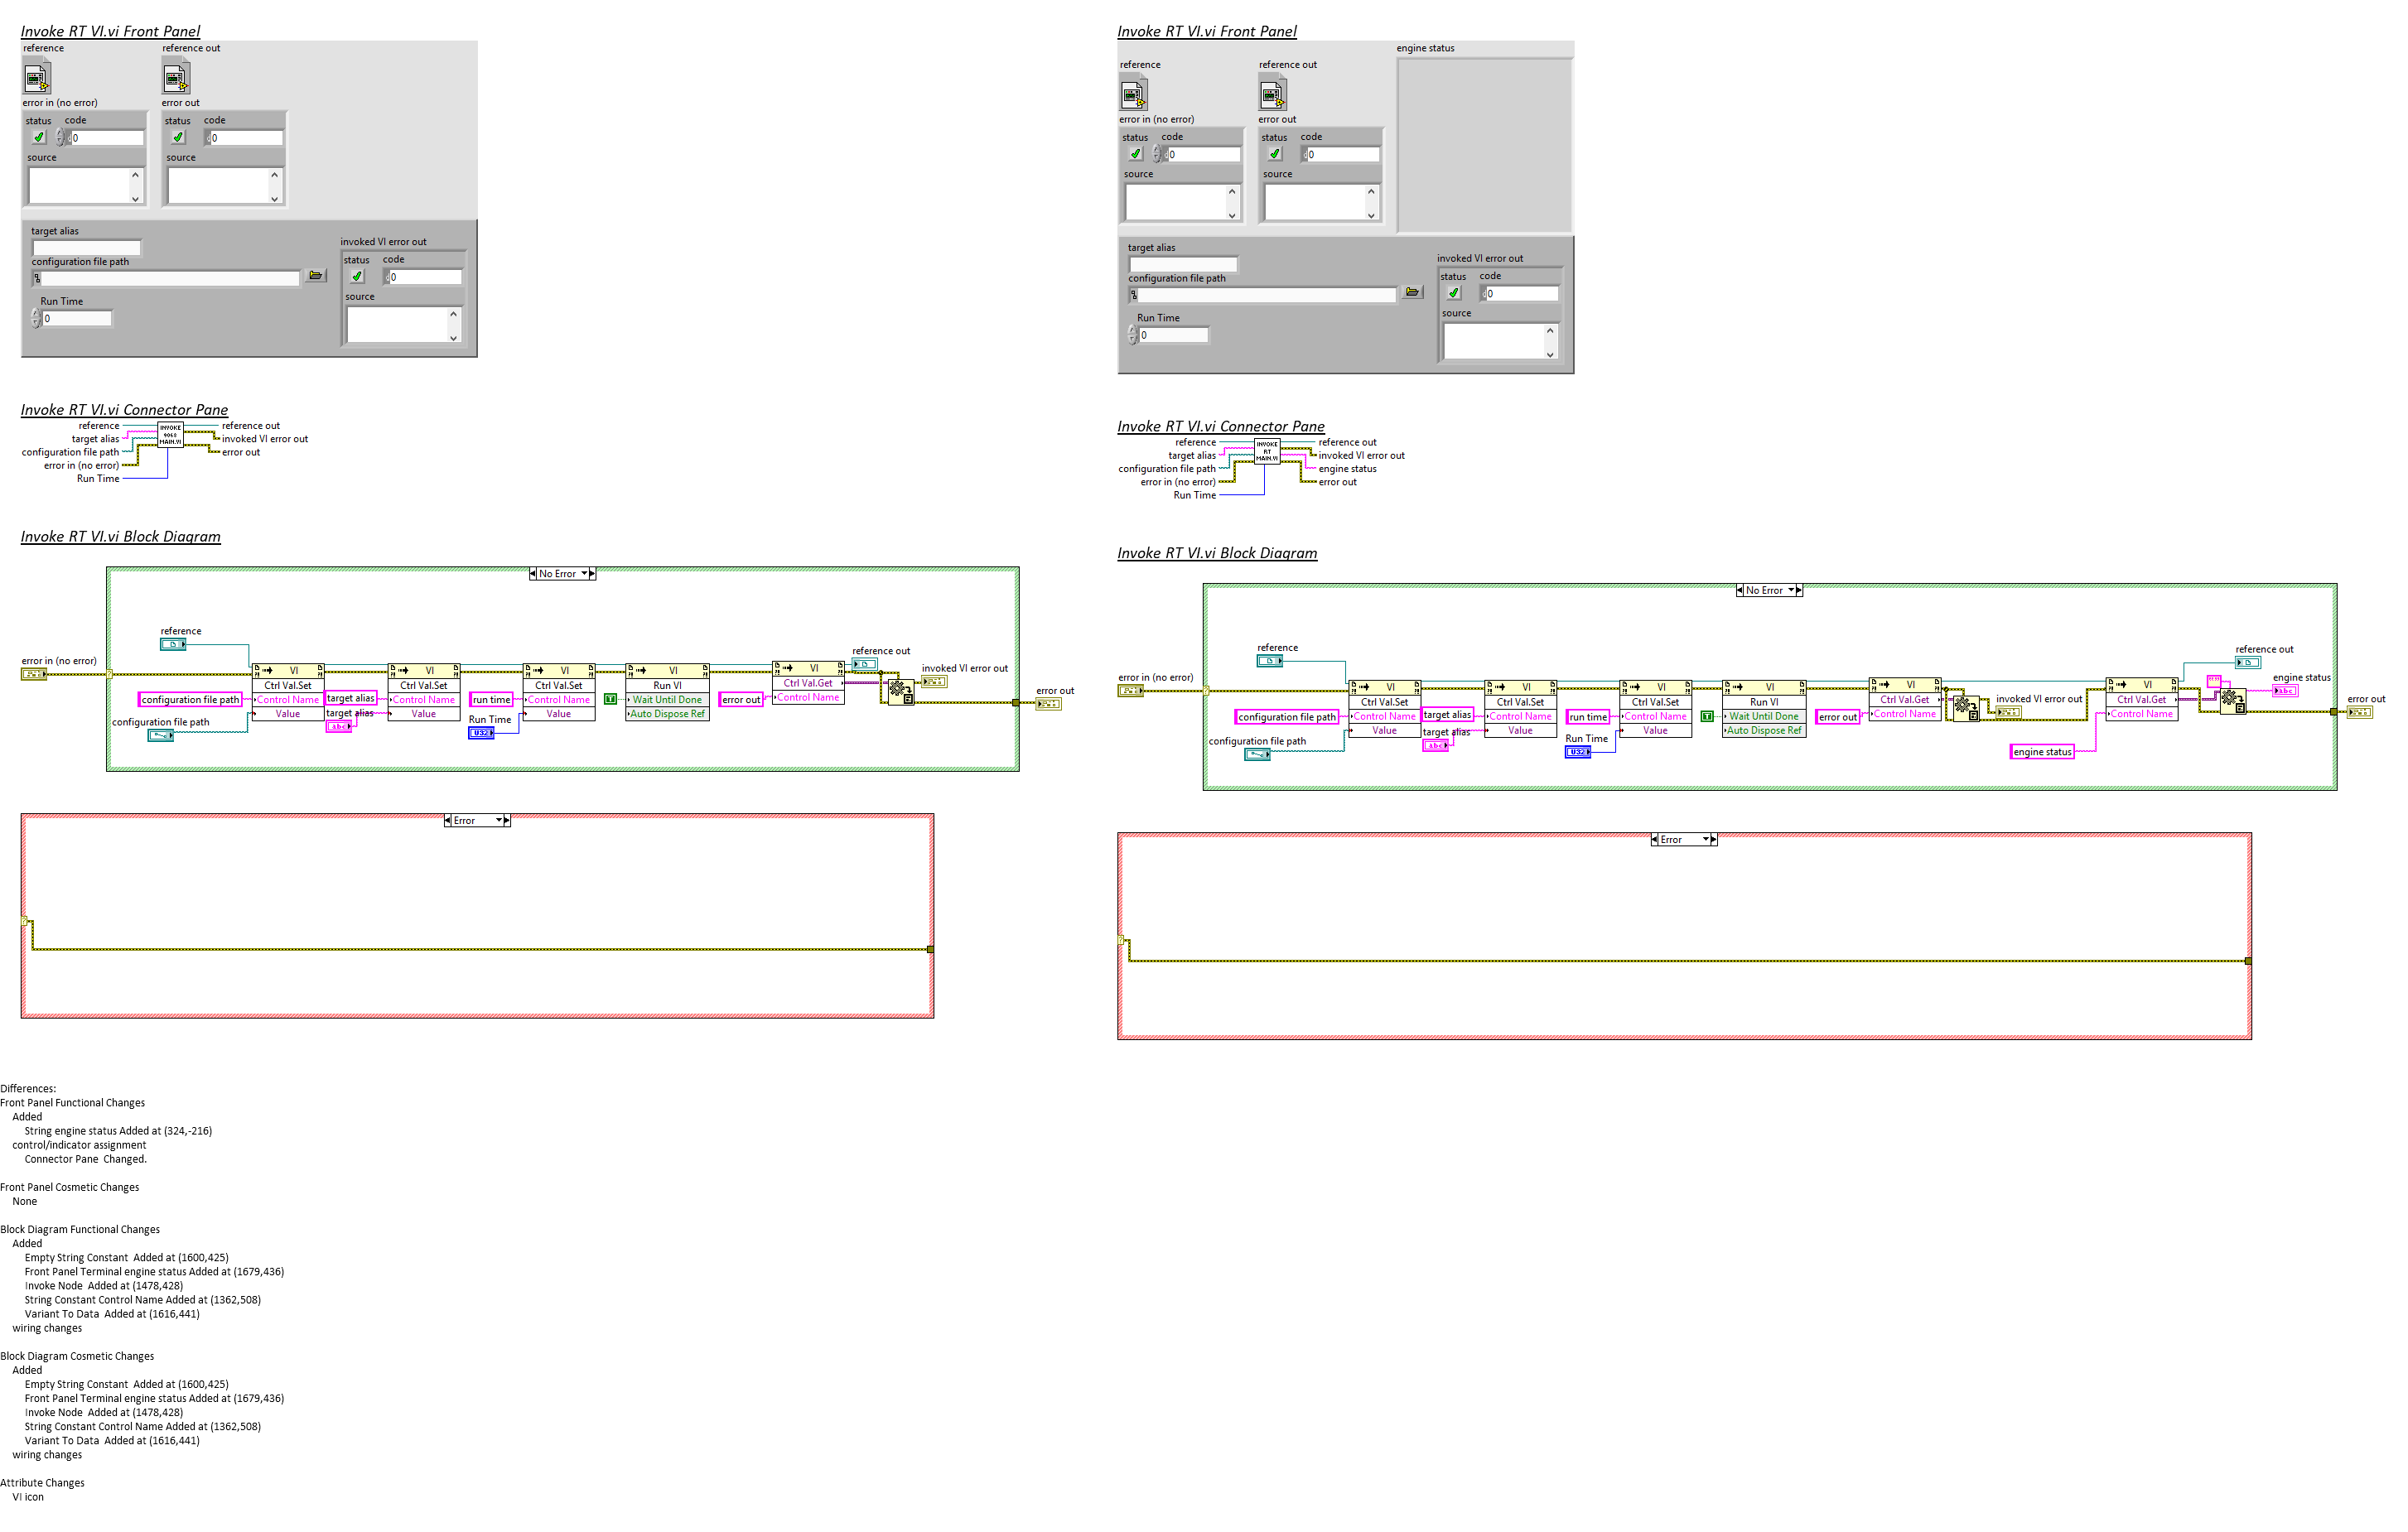 Invoke RT VI.vi Front Panel
reference
reference out
error in (no error)
error out
status code
0
status code
0
source
source
target alias
configuration file path
Run Time
0
invoked VI error out
status code
0
source
Invoke RT VI.vi Connector Pane
reference
target alias
configuration file path
error in (no error)
Run Time
INVOKE
9068
MAIN.VI
reference out
invoked VI error out
error out
Invoke RT VI.vi Block Diagram
No Error
reference
error in (no error)
VI
Ctrl Val.Set
Control Name
Value
configuration file path
configuration file path
VI
Ctrl Val.Set
Control Name
Value
target alias
target alias
abc
VI
Ctrl Val.Set
Control Name
Value
run time
Run Time
U32
VI
Run VI
Wait Until Done
Auto Dispose Ref
T
VI
Ctrl Val.Get
Control Name
error out
reference out
invoked VI error out
error out
Error
Invoke RT VI.vi Front Panel
engine status
reference
reference out
error in (no error)
error out
status code
0
status code
0
source
source
target alias
configuration file path
Run Time
0
invoked VI error out
status code
0
source
Invoke RT VI.vi Connector Pane
reference
target alias
configuration file path
error in (no error)
Run Time
INVOKE
RT
MAIN.VI
reference out
invoked VI error out
engine status
error out
Invoke RT VI.vi Block Diagram
No Error
reference
error in (no error)
VI
Ctrl Val.Set
Control Name
Value
configuration file path
configuration file path
VI
Ctrl Val.Set
Control Name
Value
target alias
target alias
abc
VI
Ctrl Val.Set
Control Name
Value
run time
Run Time
U32
VI
Run VI
Wait Until Done
Auto Dispose Ref
T
VI
Ctrl Val.Get
Control Name
error out
invoked VI error out
VI
Ctrl Val.Get
Control Name
engine status
reference out
engine status
abc
error out
Error
Differences:
Front Panel Functional Changes
Added
String engine status Added at (324,-216)
control/indicator assignment
Connector Pane  Changed.
Front Panel Cosmetic Changes
None
Block Diagram Functional Changes
Added
Empty String Constant  Added at (1600,425)
Front Panel Terminal engine status Added at (1679,436)
Invoke Node  Added at (1478,428)
String Constant Control Name Added at (1362,508)
Variant To Data  Added at (1616,441)
wiring changes
Block Diagram Cosmetic Changes
Added
Empty String Constant  Added at (1600,425)
Front Panel Terminal engine status Added at (1679,436)
Invoke Node  Added at (1478,428)
String Constant Control Name Added at (1362,508)
Variant To Data  Added at (1616,441)
wiring changes
Attribute Changes
VI icon